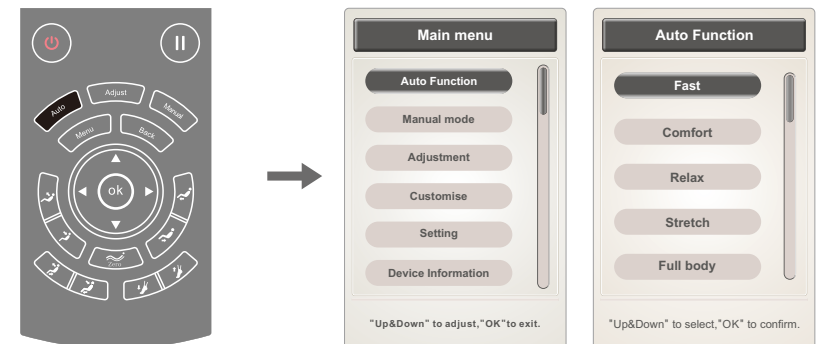 Auto
Adjust
Manual
Menu
Back
ok
Zero
Main menu
Auto Function
Manual mode
Adjustment
Customise
Setting
Device Information
"Up&Down" to adjust,"OK"to exit.
Auto Function
Fast
Comfort
Relax
Stretch
Full body
"Up&Down" to select,"OK" to confirm.